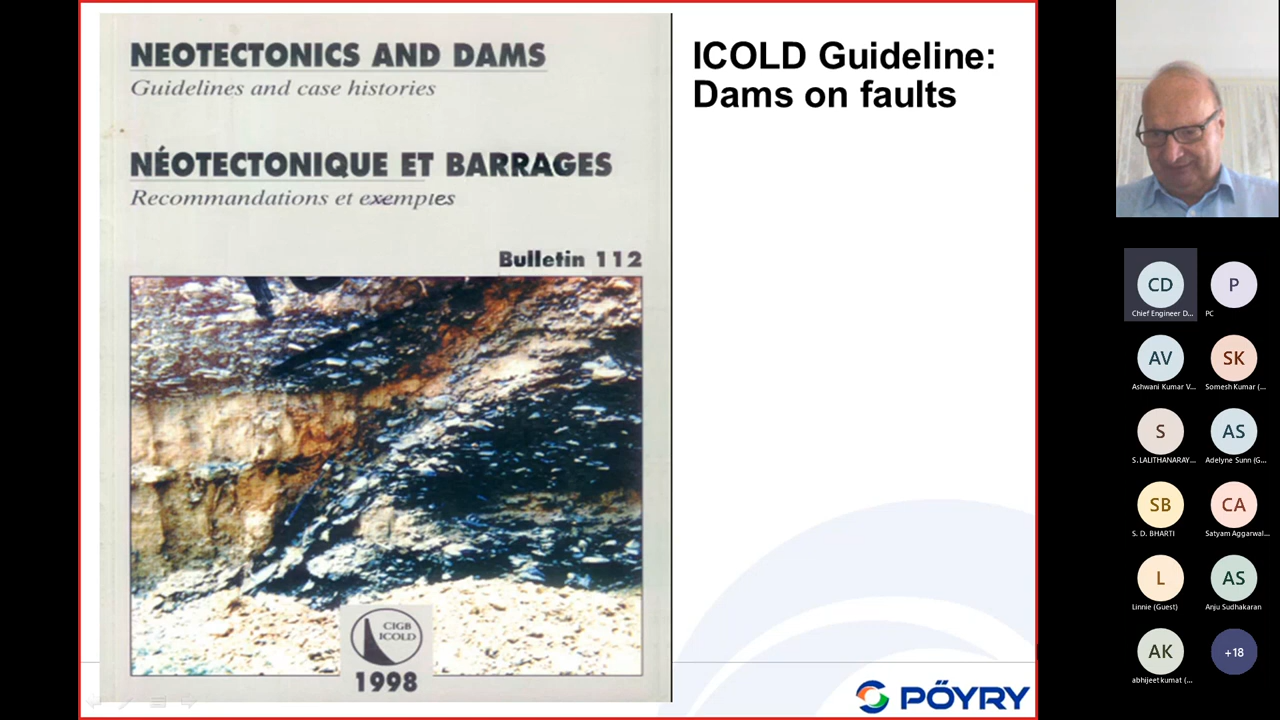 NEOTECTONICS AND DAMS
Guidelines and case histories
NÉOTECTONIQUE ET BARRAGES
Recommandations et exemptes
Bulletin 112
CIGB
ICOLD
1998
ICOLD Guideline:
Dams on faults
PÖYRY
CD
Chief Engineer D...
P
PC
AV
Ashwani Kumar V...
SK
Somesh Kumar (...
S
S. LALITHANARAY...
AS
Adelyne Sunn (G...
SB
S. D. BHARTI
CA
Satyam Aggarwal...
L
Linnie (Guest)
AS
Anju Sudhakaran
AK
abhijeet kumat (...
+18